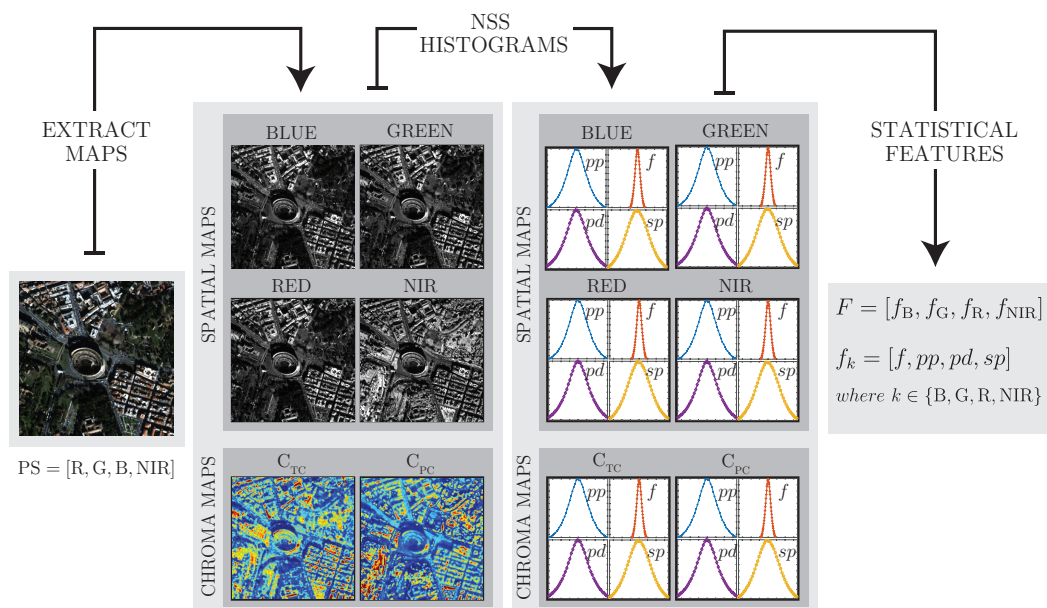 NSS
HISTOGRAMS
EXTRACT
MAPS
STATISTICAL
FEATURES
PS = [R, G, B, NIR]
SPATIAL MAPS
BLUE GREEN
RED NIR
CHROMA MAPS
C_TC C_PC
SPATIAL MAPS
BLUE GREEN
pp f pp f
pd sp pd sp
RED NIR
pp f pp f
pd sp pd sp
CHROMA MAPS
C_TC C_PC
pp f pp f
pd sp pd sp
F = [f_B, f_G, f_R, f_NIR]
f_k = [f, pp, pd, sp]
where k ∈ {B, G, R, NIR}